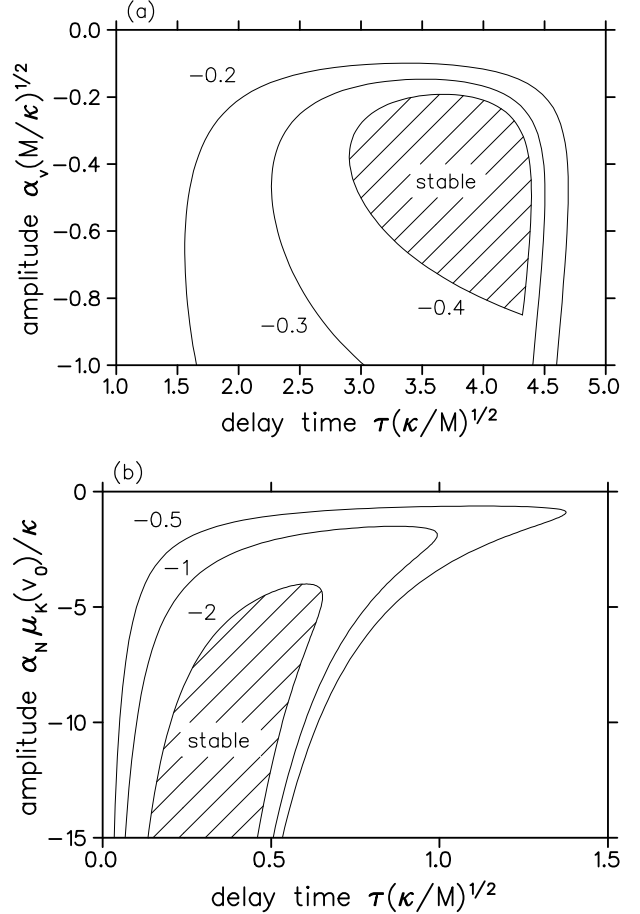 (a)
0.0
−0.2
−0.2
−0.4
stable
−0.6
−0.8
−0.4
−0.3
−1.0
1.0 1.5 2.0 2.5 3.0 3.5 4.0 4.5 5.0
delay time τ(κ/M)1/2
amplitude αv(M/κ)1/2
(b)
0
−0.5
−1
−5
−2
−10
stable
−15
0.0 0.5 1.0 1.5
delay time τ(κ/M)1/2
amplitude αNμK(v0)/κ